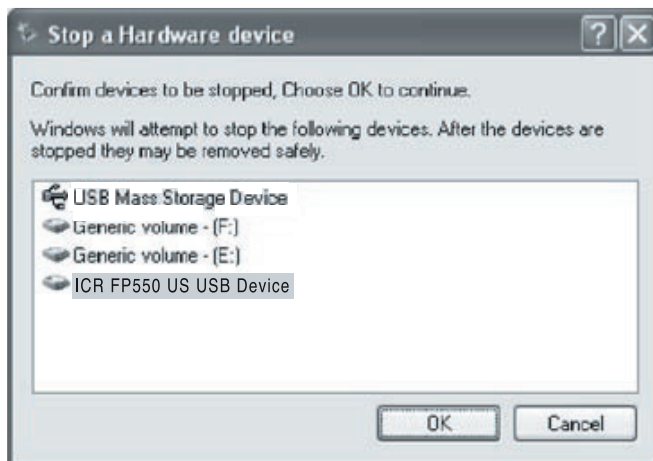 Stop a Hardware device
Confirm devices to be stopped, Choose OK to continue.
Windows will attempt to stop the following devices. After the devices are
stopped they may be removed safely.
USB Mass Storage Device
Generic volume - (F:)
Generic volume - (E:)
ICR FP550 US USB Device
OK
Cancel